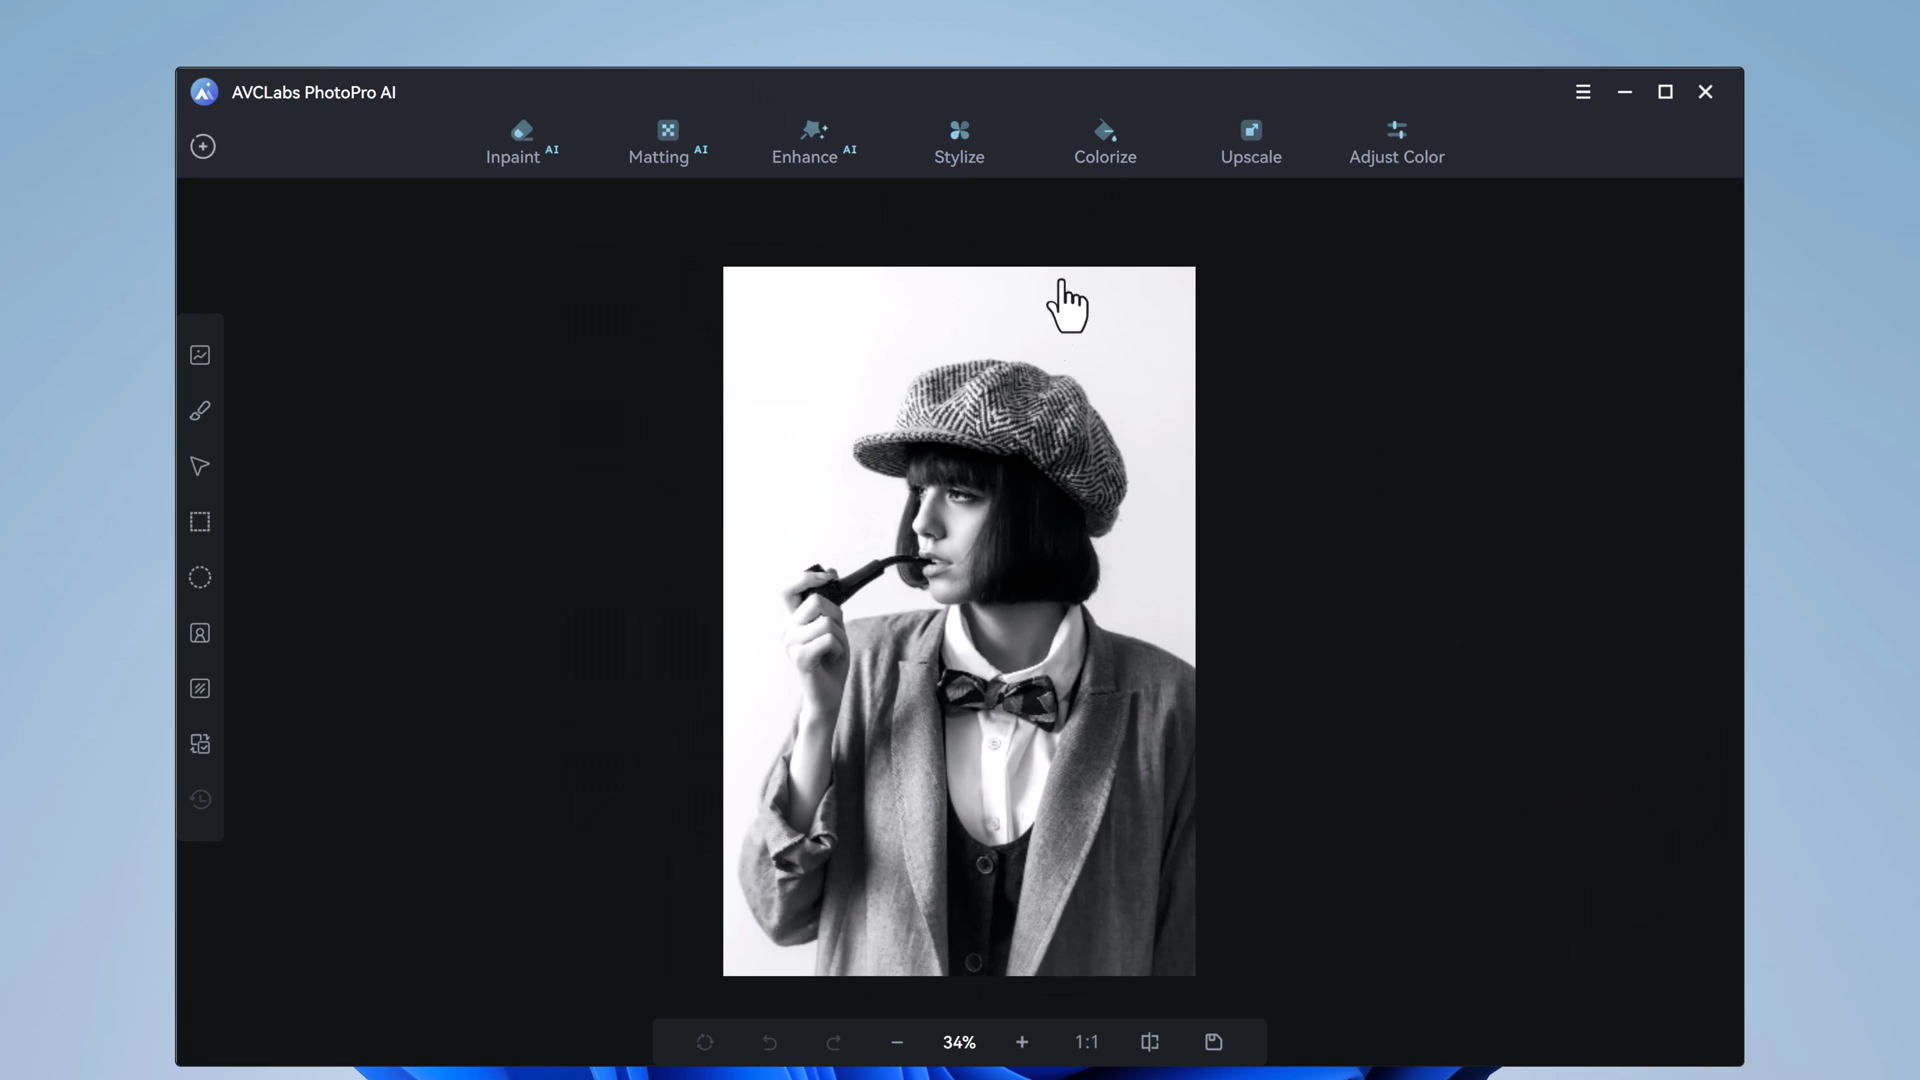 AVCLabs PhotoPro AI
Inpaint AI
Matting AI
Enhance AI
Stylize
Colorize
Upscale
Adjust Color
34%
1:1